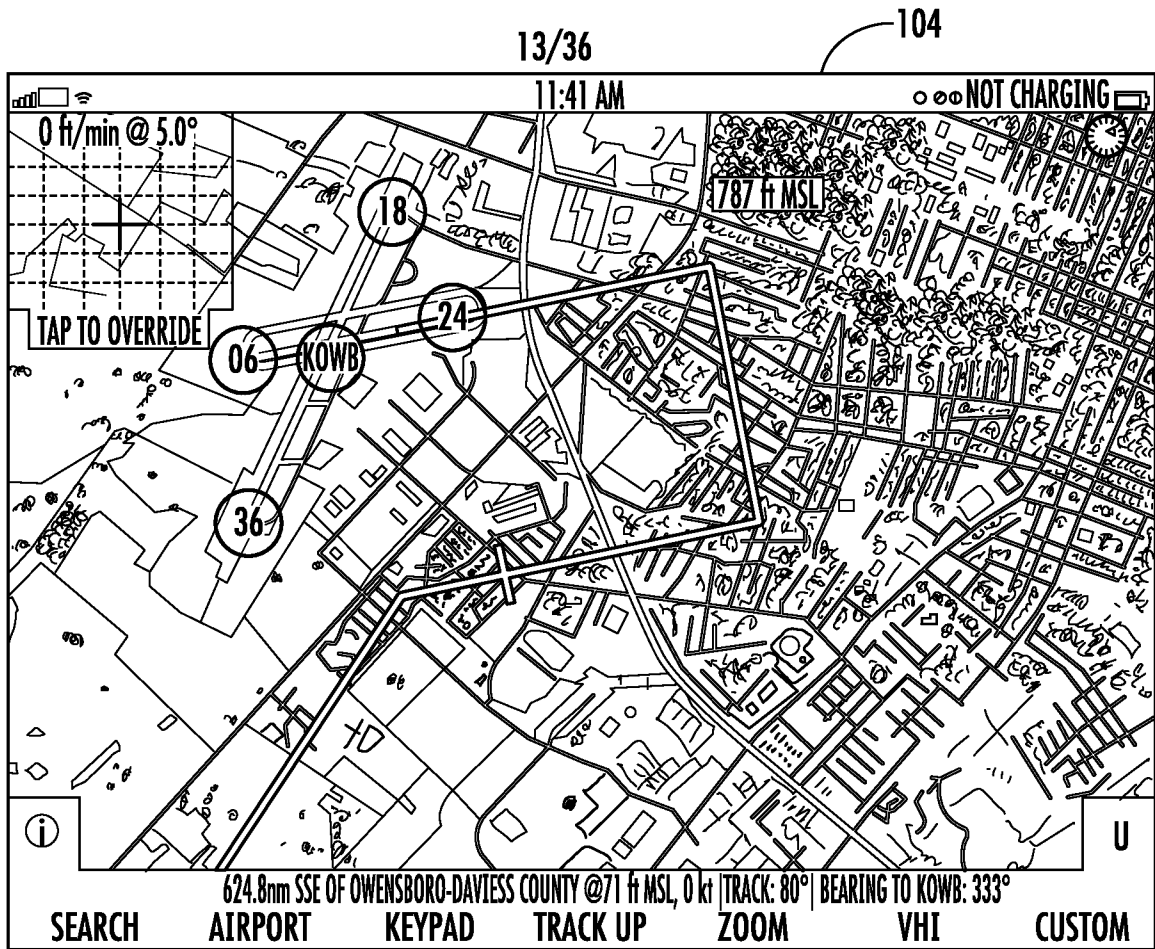 104
13/36
11:41 AM
NOT CHARGING
0 ft/min @ 5.0°
787 ft MSL
18
24
TAP TO OVERRIDE
06
KOWB
36
i
U
624.8nm SSE OF OWENSBORO-DAVIESS COUNTY @71 ft MSL, 0 kt |TRACK: 80°| BEARING TO KOWB: 333°
SEARCH AIRPORT KEYPAD TRACK UP ZOOM VHI CUSTOM